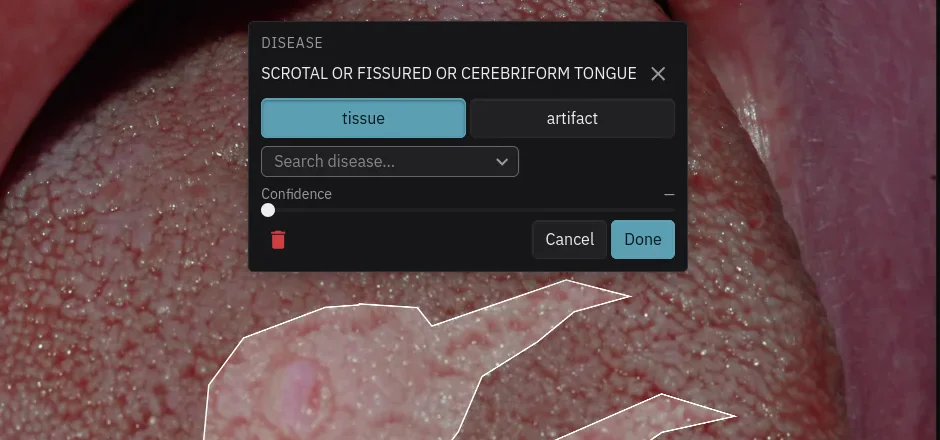 DISEASE
SCROTAL OR FISSURED OR CEREBRIFORM TONGUE
tissue artifact
Search disease...
Confidence —
Cancel Done